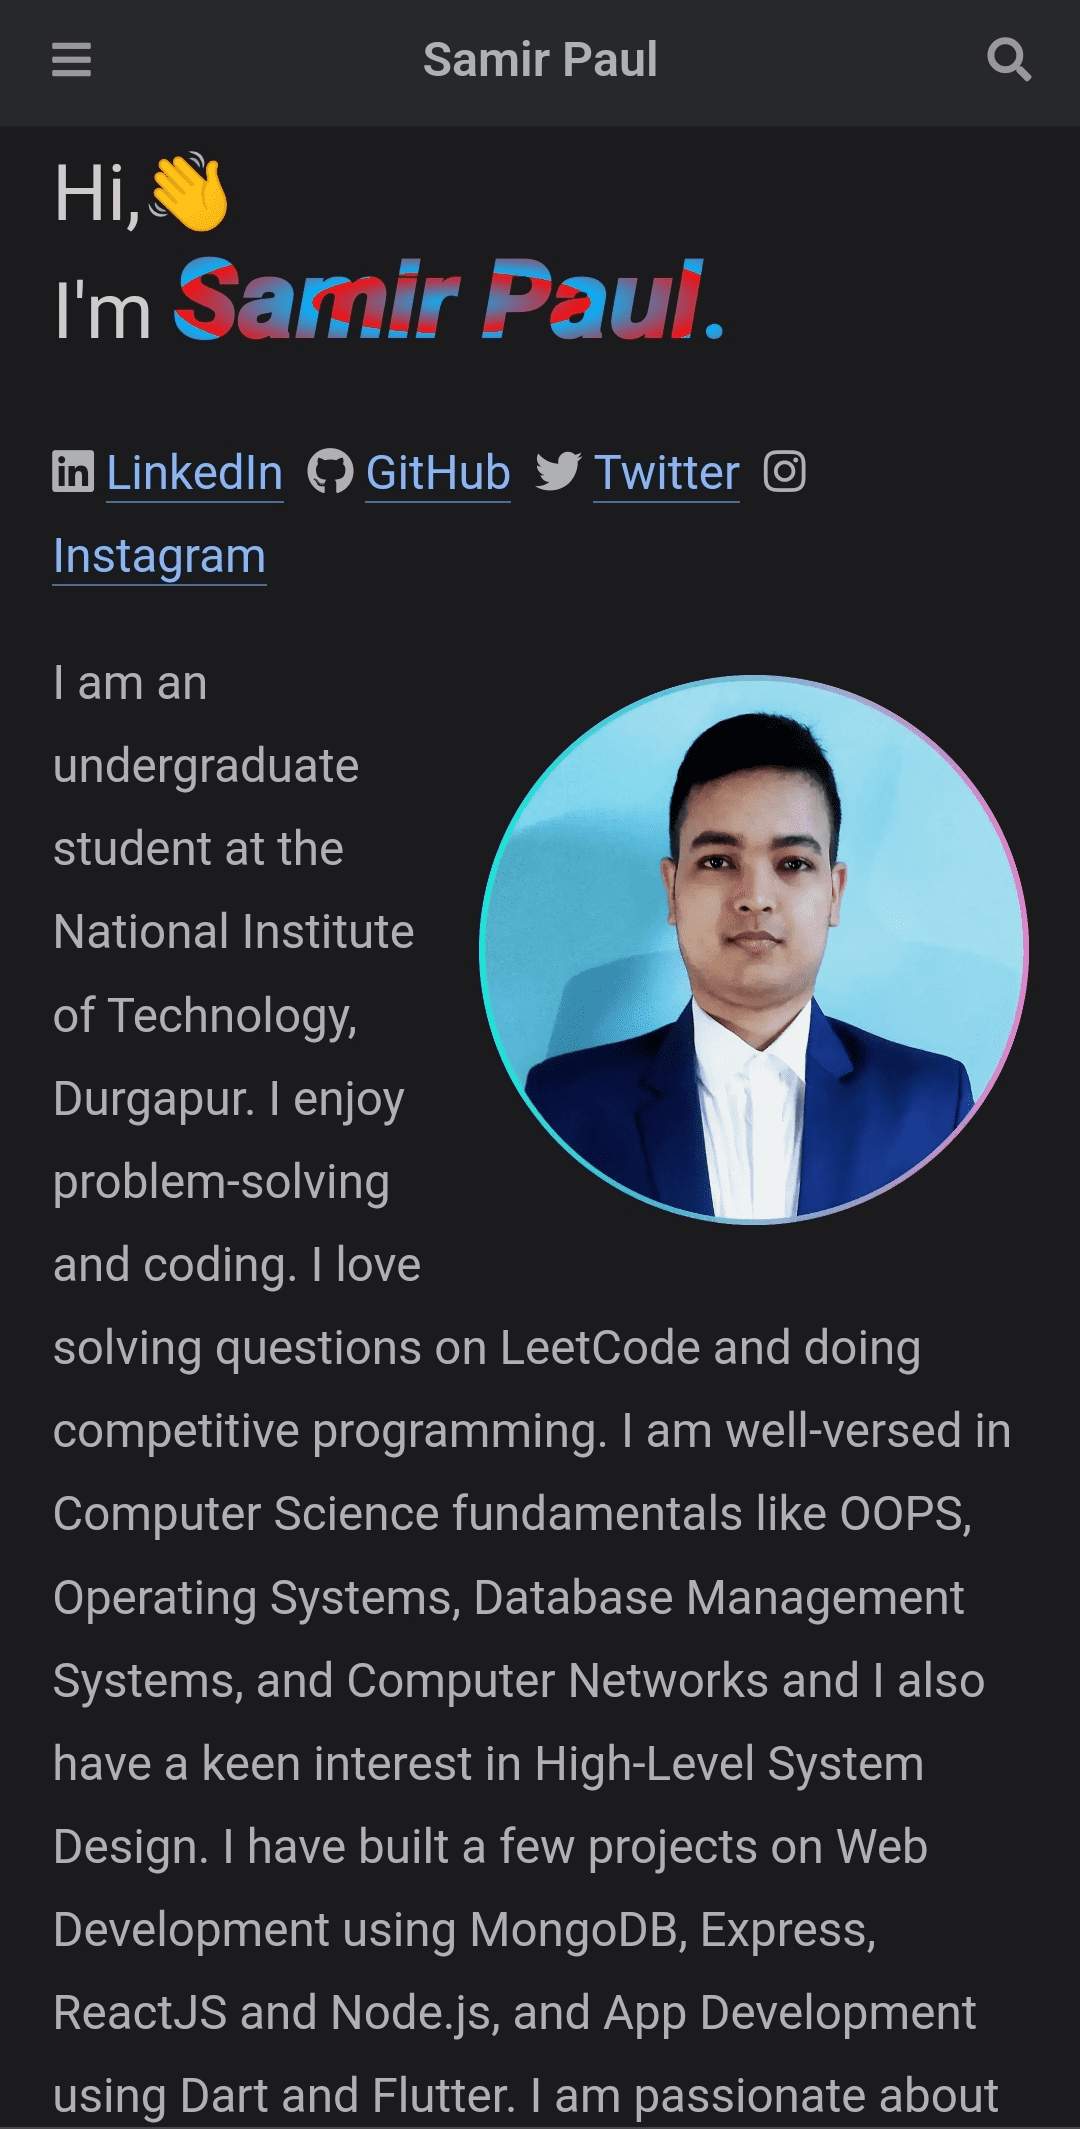 Samir Paul
Hi,👋
I'm Samir Paul.
LinkedIn GitHub Twitter
Instagram
I am an
undergraduate
student at the
National Institute
of Technology,
Durgapur. I enjoy
problem-solving
and coding. I love
solving questions on LeetCode and doing
competitive programming. I am well-versed in
Computer Science fundamentals like OOPS,
Operating Systems, Database Management
Systems, and Computer Networks and I also
have a keen interest in High-Level System
Design. I have built a few projects on Web
Development using MongoDB, Express,
ReactJS and Node.js, and App Development
using Dart and Flutter. I am passionate about